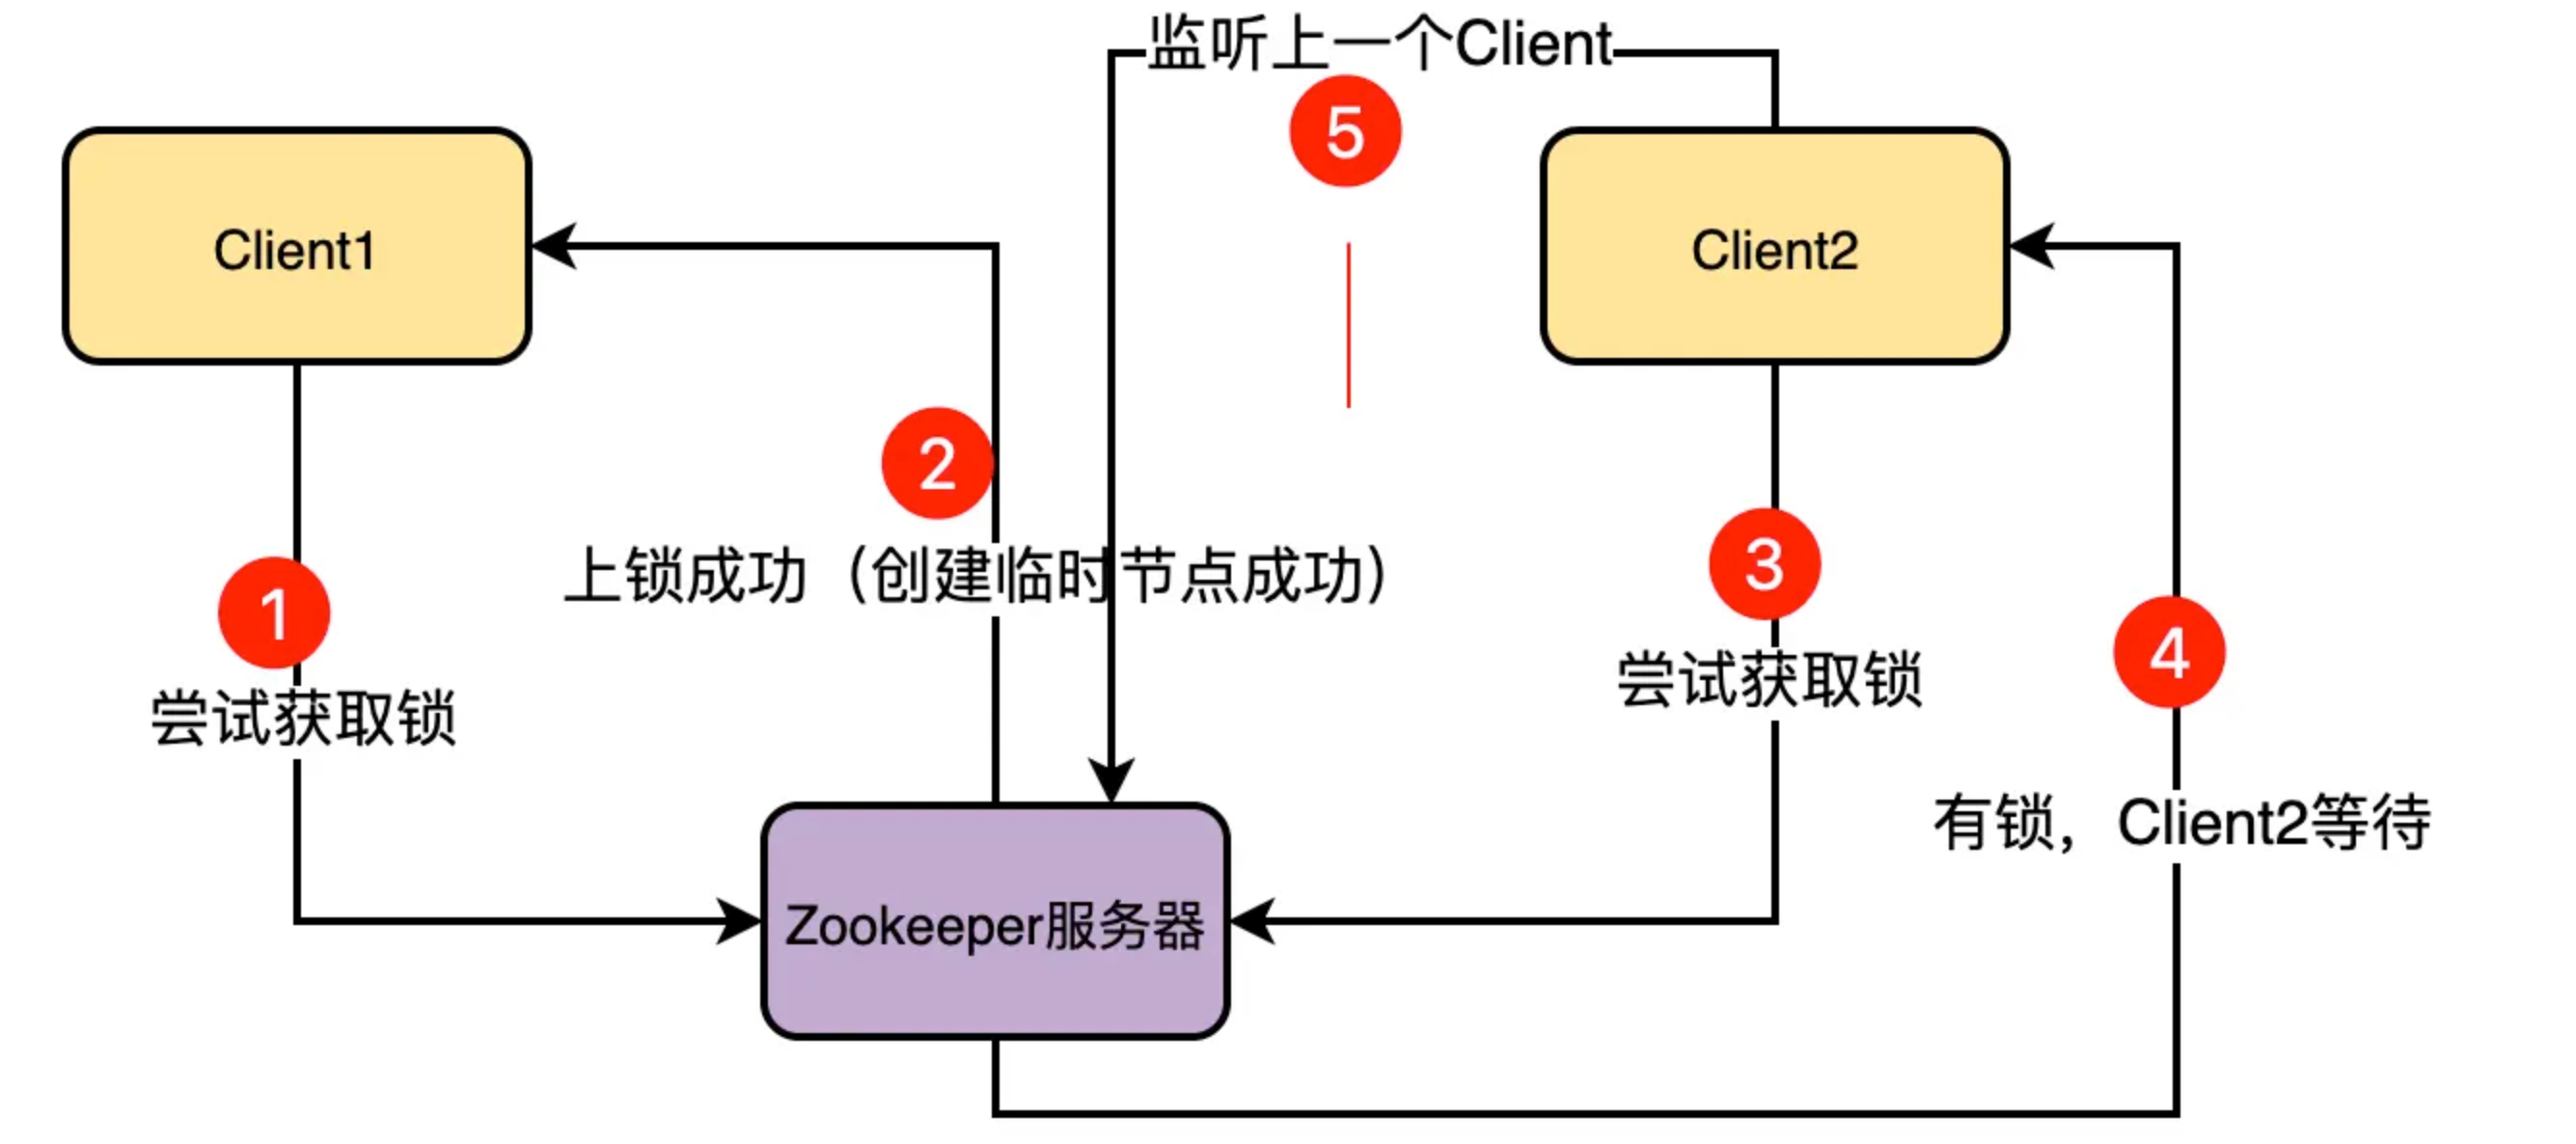 监听上一个Client
5
Client1
Client2
2
上锁成功（创建临时节点成功）
3
1
尝试获取锁
尝试获取锁
4
有锁，Client2等待
Zookeeper服务器